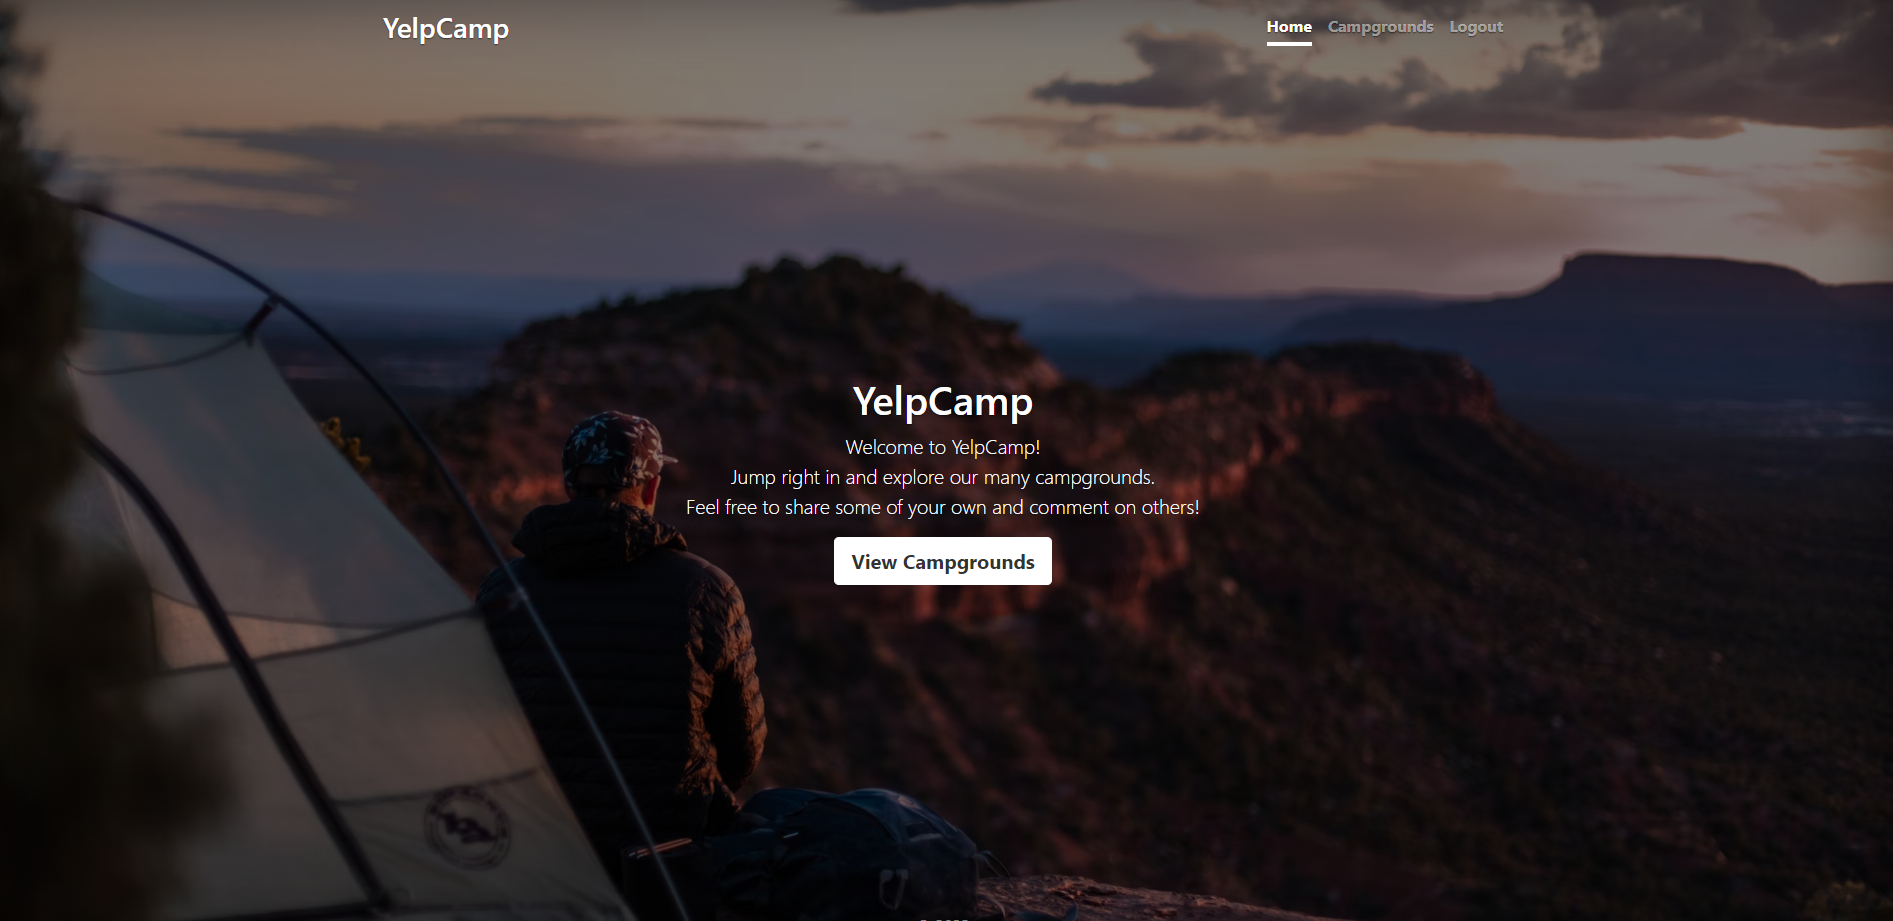 YelpCamp
Home Campgrounds Logout
YelpCamp
Welcome to YelpCamp!
Jump right in and explore our many campgrounds.
Feel free to share some of your own and comment on others!
View Campgrounds